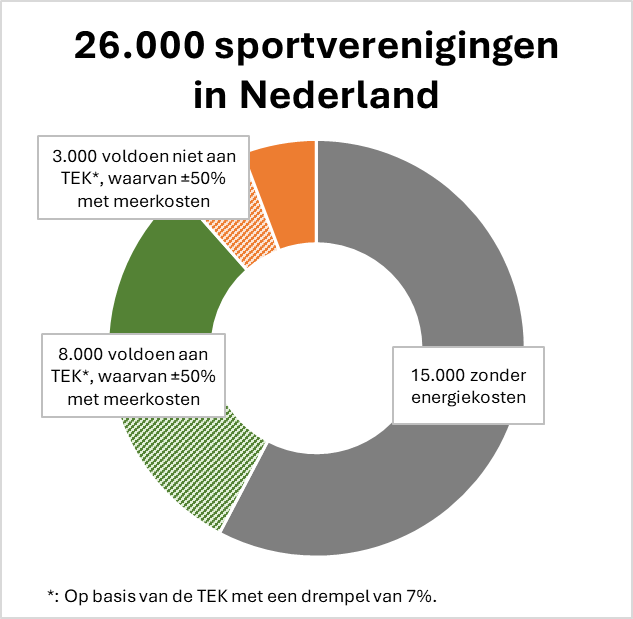 26.000 sportverenigingen
in Nederland
3.000 voldoen niet aan
TEK*, waarvan ±50%
met meerkosten
8.000 voldoen aan
TEK*, waarvan ±50%
met meerkosten
15.000 zonder
energiekosten
*: Op basis van de TEK met een drempel van 7%.